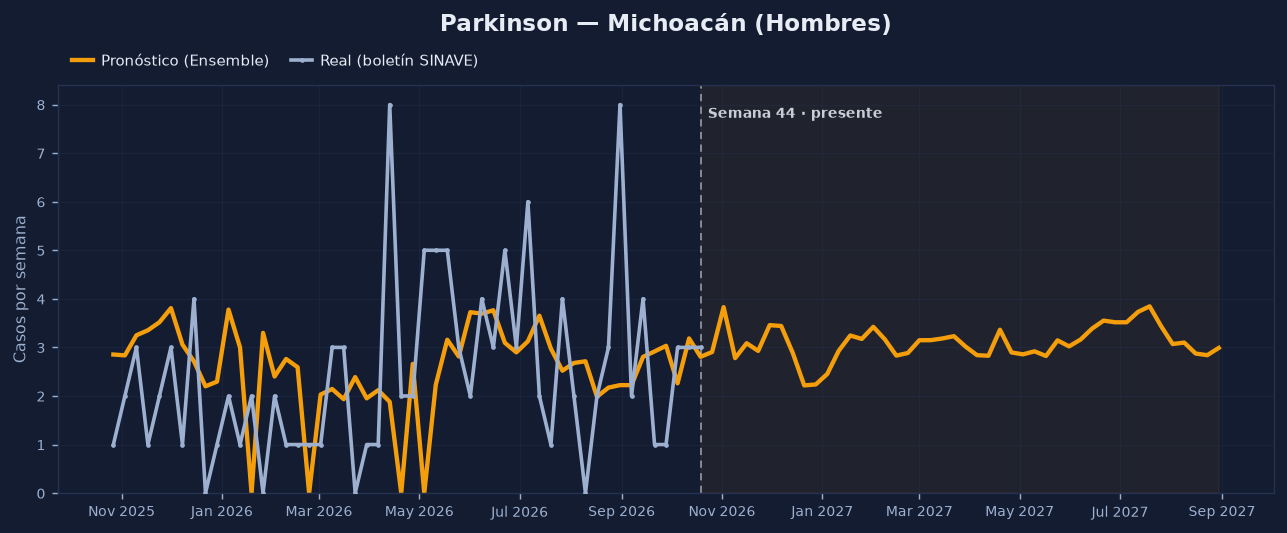 Parkinson — Michoacán (Hombres)
Pronóstico (Ensemble)
Real (boletín SINAVE)
Semana 44 · presente
Casos por semana
8
7
6
5
4
3
2
1
0
Nov 2025
Jan 2026
Mar 2026
May 2026
Jul 2026
Sep 2026
Nov 2026
Jan 2027
Mar 2027
May 2027
Jul 2027
Sep 2027